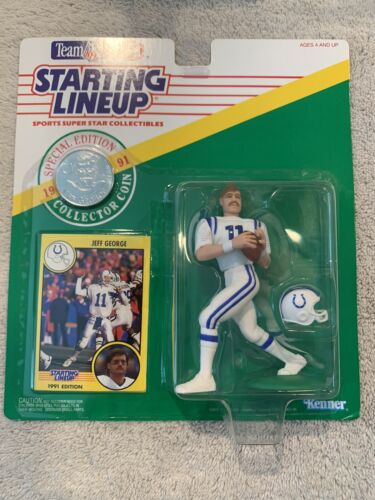 Team
AGES 4 AND UP
STARTING
LINEUP
SPORTS SUPER STAR COLLECTIBLES
SPECIAL EDITION
19 91
COLLECTOR COIN
JEFF GEORGE
11
11
STARTING
LINEUP
1991 EDITION
CAUTION:
Kenner